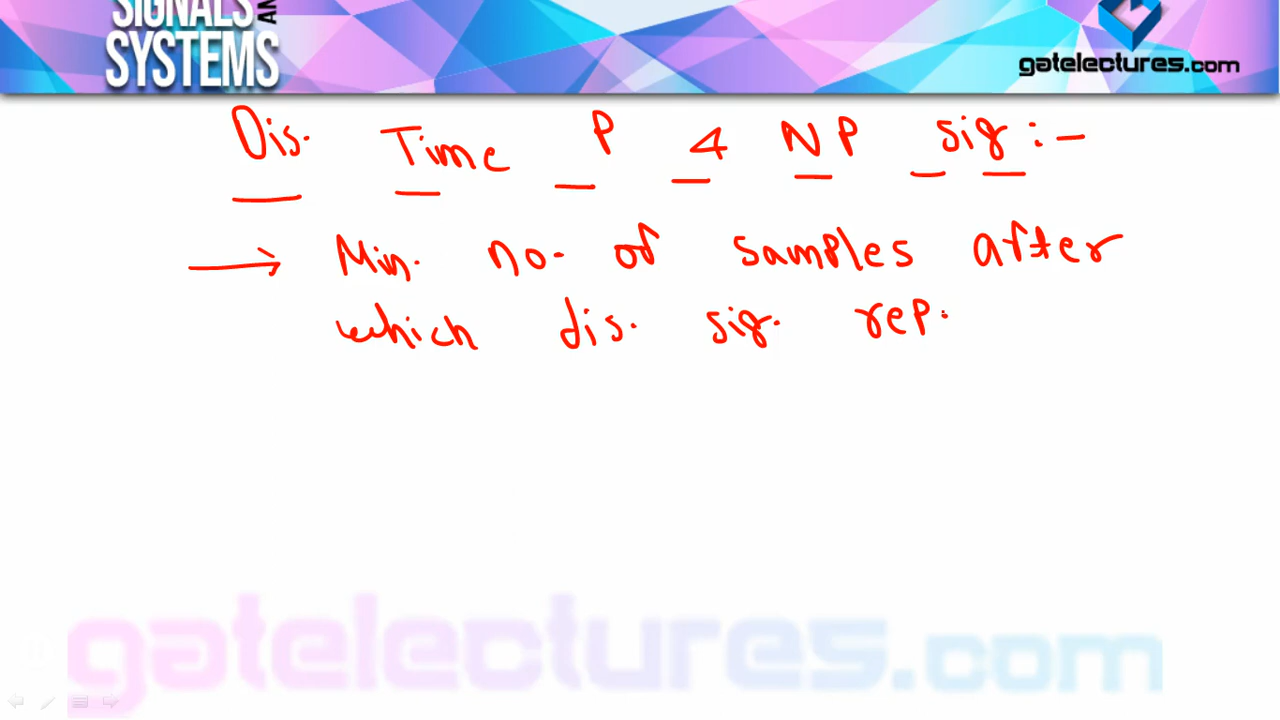 SIGNALS AN
SYSTEMS
gatelectures.com
Dis. Time P & NP Sig :-
→ Min. no. of samples after
which dis. sig. rep.
gatelectures.com